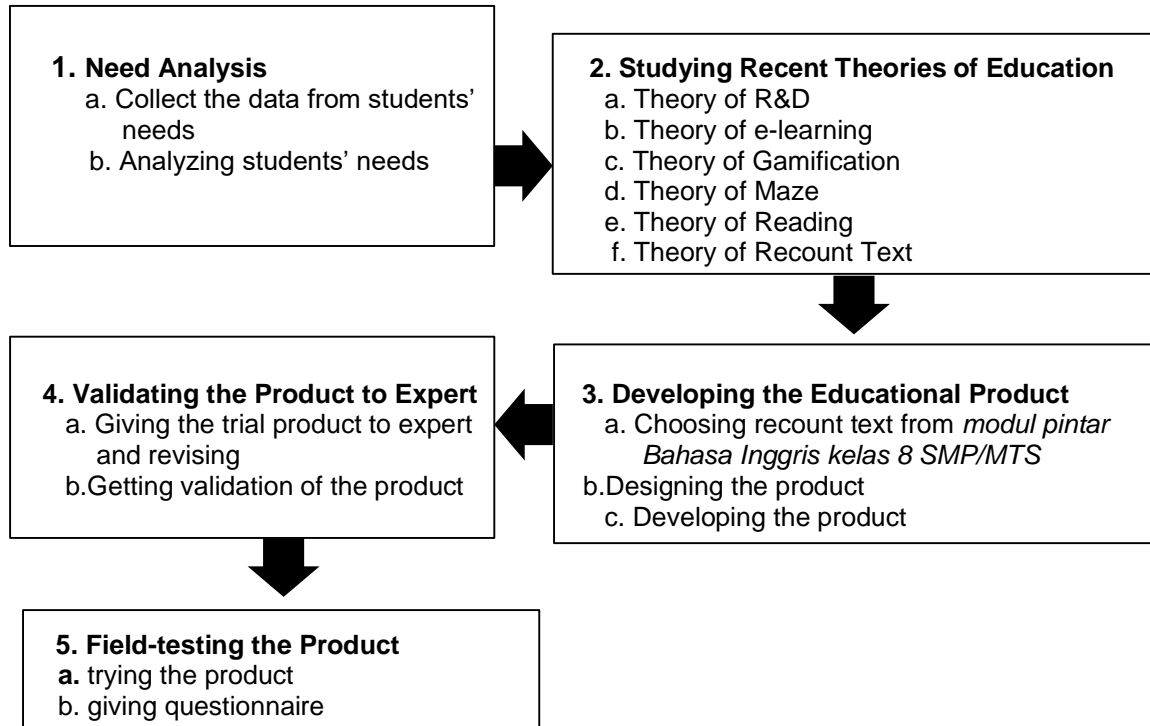 1. Need Analysis
a. Collect the data from students’
needs
b. Analyzing students’ needs
2. Studying Recent Theories of Education
a. Theory of R&D
b. Theory of e-learning
c. Theory of Gamification
d. Theory of Maze
e. Theory of Reading
f. Theory of Recount Text
3. Developing the Educational Product
a. Choosing recount text from modul pintar
Bahasa Inggris kelas 8 SMP/MTS
b.Designing the product
c. Developing the product
4. Validating the Product to Expert
a. Giving the trial product to expert
and revising
b.Getting validation of the product
5. Field-testing the Product
a. trying the product
b. giving questionnaire